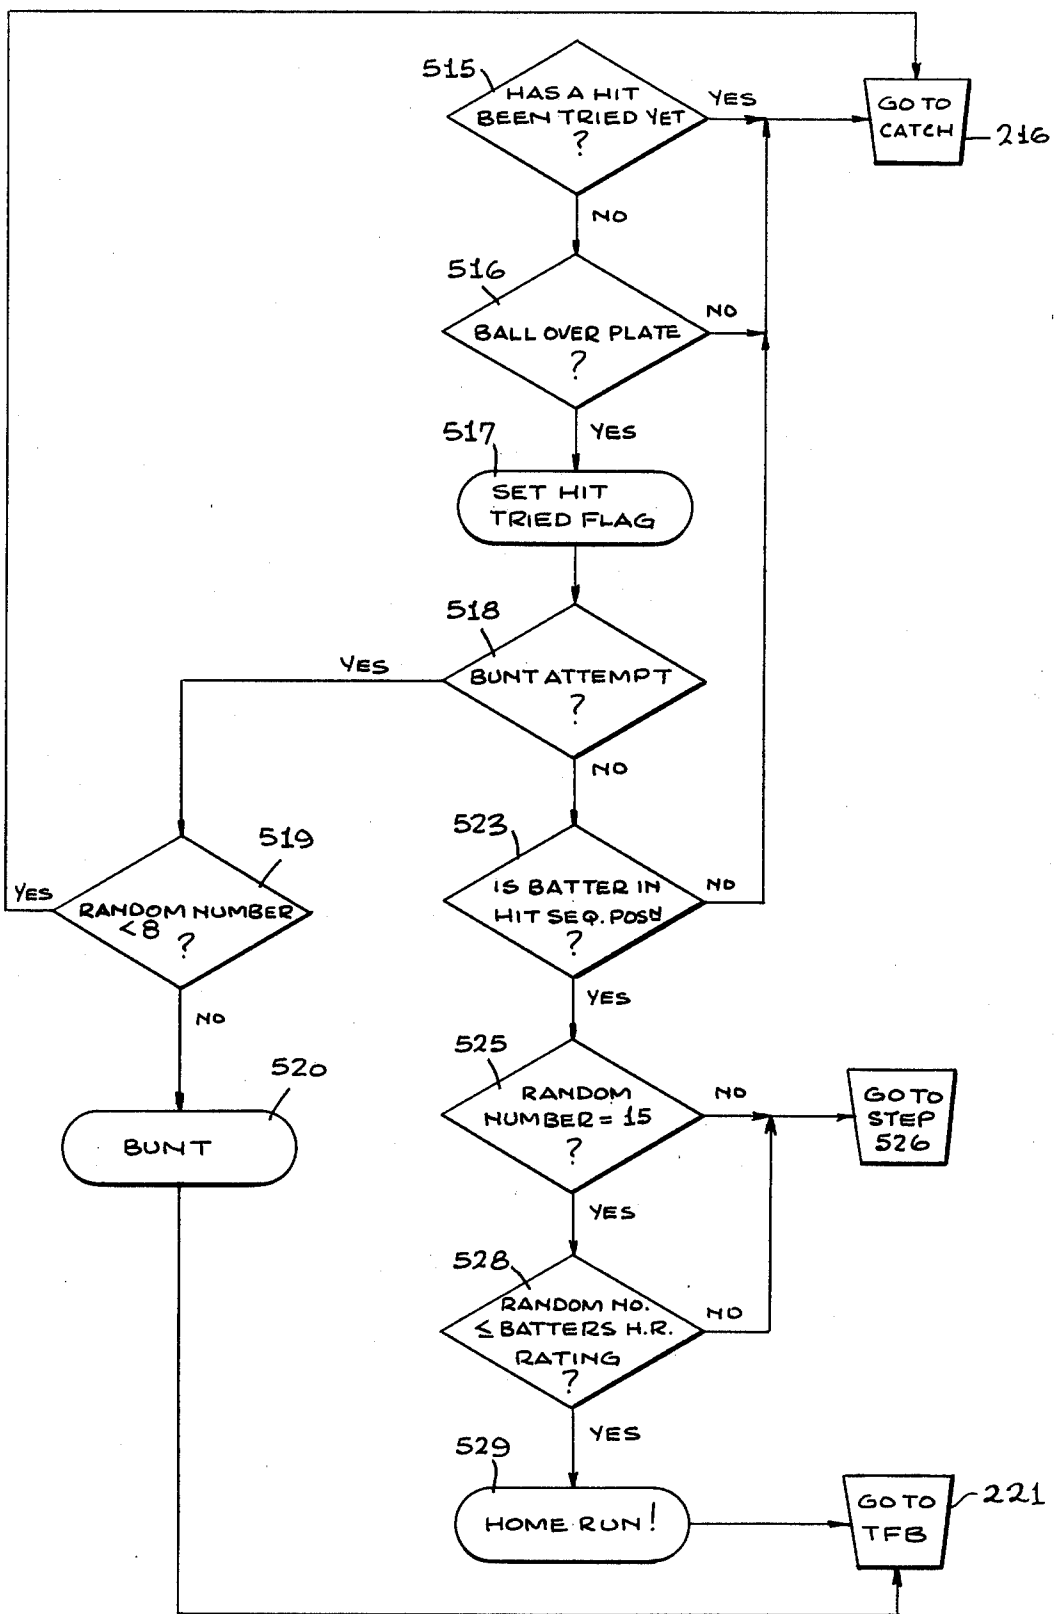 515
HAS A HIT
BEEN TRIED YET
?
YES
GO TO
CATCH
216
NO
516
BALL OVER PLATE
?
NO
YES
517
SET HIT
TRIED FLAG
518
YES
BUNT ATTEMPT
?
NO
519
YES
RANDOM NUMBER
<8 ?
NO
523
IS BATTER IN
HIT SEQ. POSN
?
NO
YES
520
BUNT
525
RANDOM
NUMBER = 15
?
NO
GO TO
STEP
526
YES
528
RANDOM NO.
≤ BATTERS H.R.
RATING
?
NO
YES
529
HOME RUN!
GO TO
TFB
221